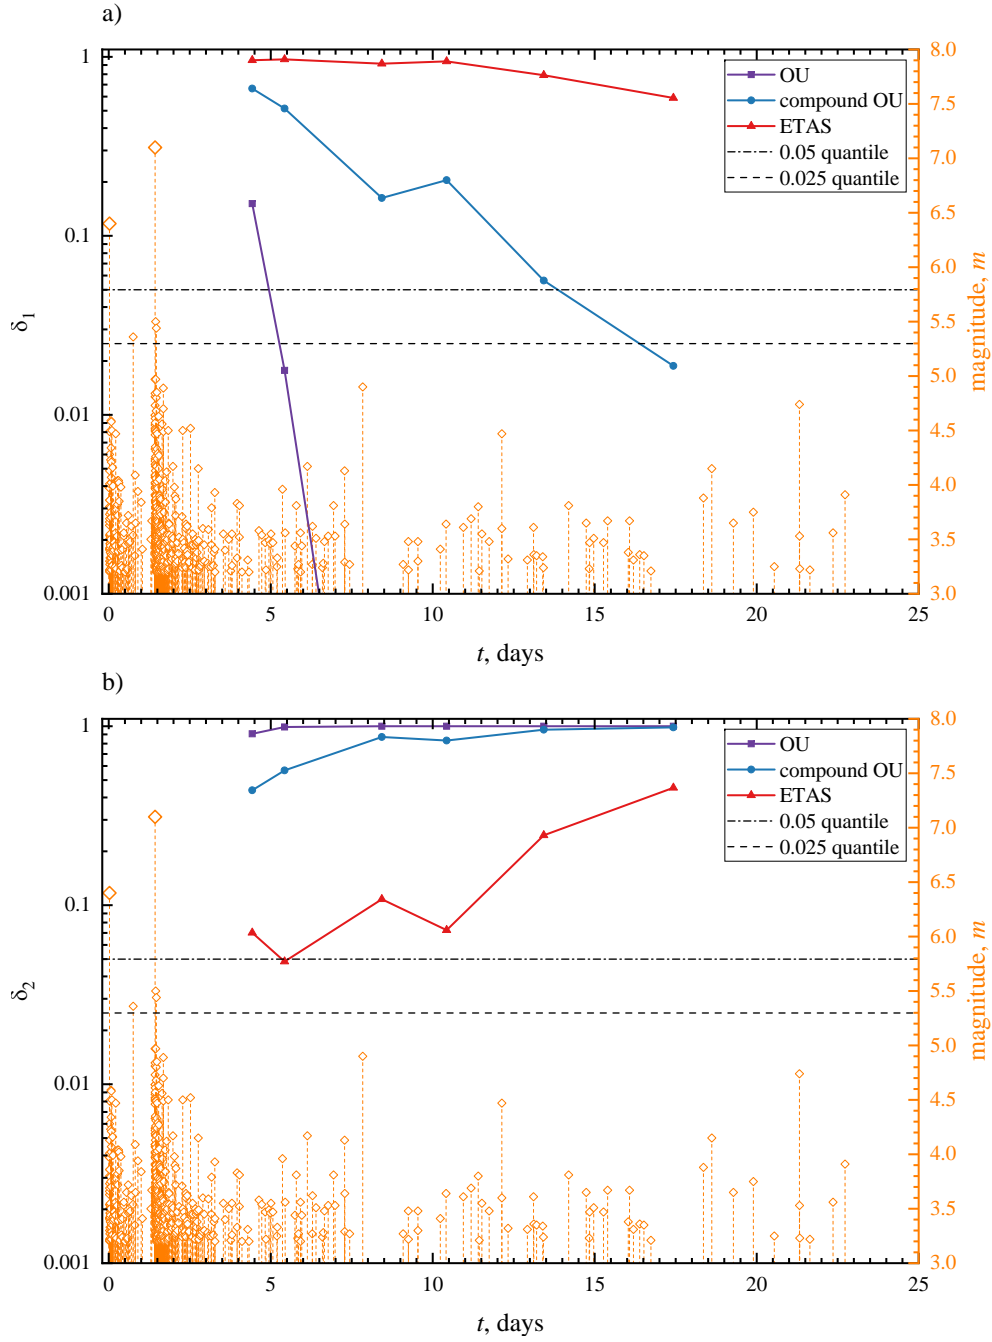 a)
1
0.1
0.01
0.001
δ1
8.0
7.5
7.0
6.5
6.0
5.5
5.0
4.5
4.0
3.5
3.0
magnitude, m
OU
compound OU
ETAS
0.05 quantile
0.025 quantile
0 5 10 15 20 25
t, days
b)
1
0.1
0.01
0.001
δ2
8.0
7.5
7.0
6.5
6.0
5.5
5.0
4.5
4.0
3.5
3.0
magnitude, m
OU
compound OU
ETAS
0.05 quantile
0.025 quantile
0 5 10 15 20 25
t, days